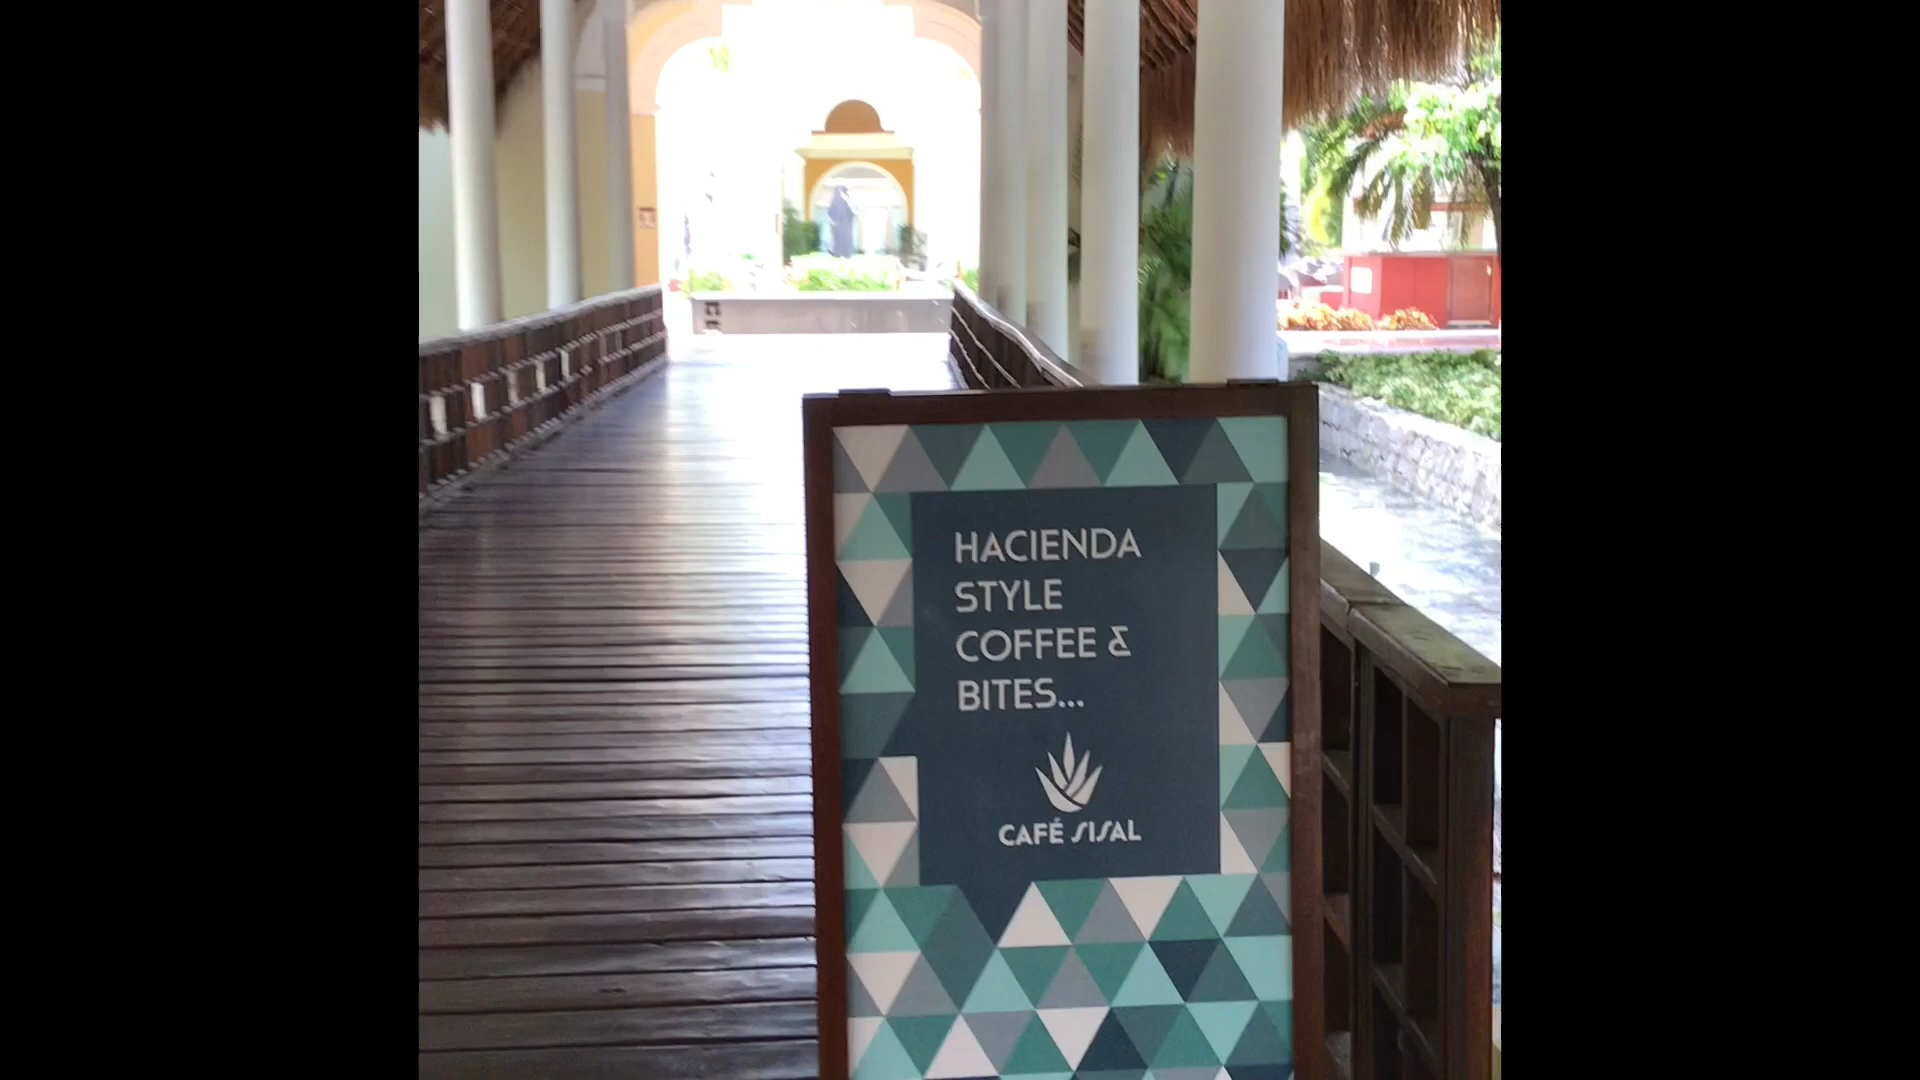 HACIENDA
STYLE
COFFEE &
BITES...
CAFÉ SISAL